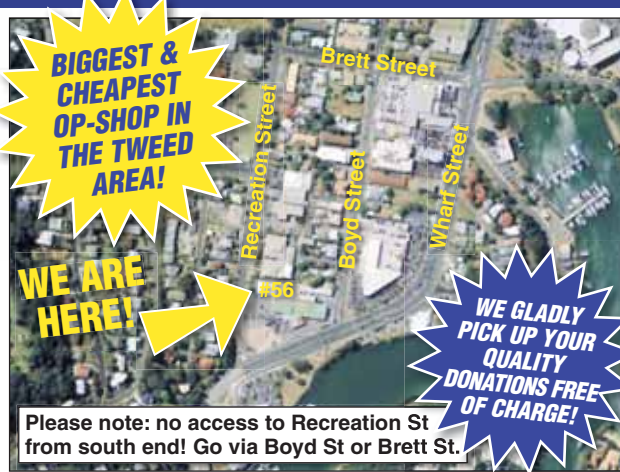 BIGGEST &
CHEAPEST
OP-SHOP IN
THE TWEED
AREA!
Brett Street
Recreation Street
Boyd Street
Wharf Street
WE ARE
HERE!
#56
WE GLADLY
PICK UP YOUR
QUALITY
DONATIONS FREE
OF CHARGE!
Please note: no access to Recreation St
from south end! Go via Boyd St or Brett St.